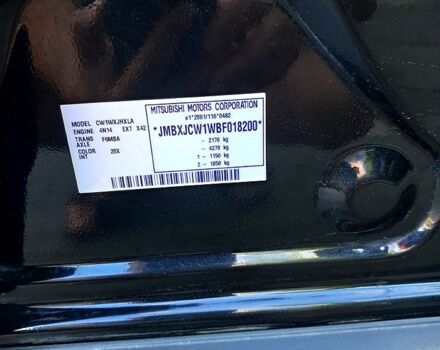 MITSUBISHI MOTORS CORPORATION
e1*2001/116*0482
*JMBXJCW1WBF018200*
- 2170 kg
- 4270 kg
1 - 1150 kg
2 - 1050 kg
MODEL CW1WXJHXLA
ENGINE 4N14 EXT X42
TRANS F6MBA
AXLE
COLOR 20X
INT